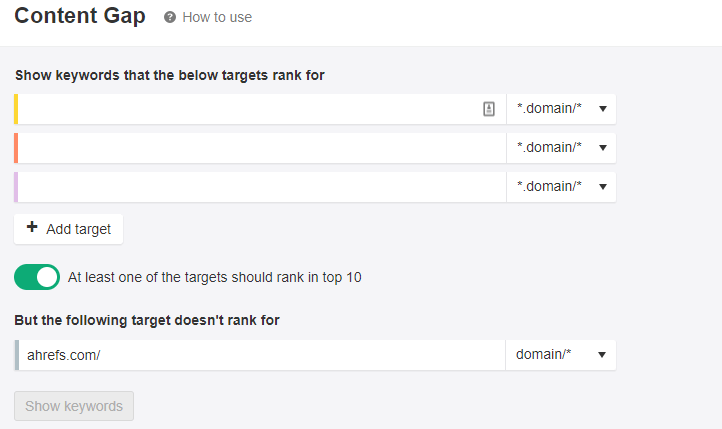 Content Gap ? How to use
Show keywords that the below targets rank for
*.domain/*
*.domain/*
*.domain/*
+ Add target
At least one of the targets should rank in top 10
But the following target doesn't rank for
ahrefs.com/ domain/*
Show keywords